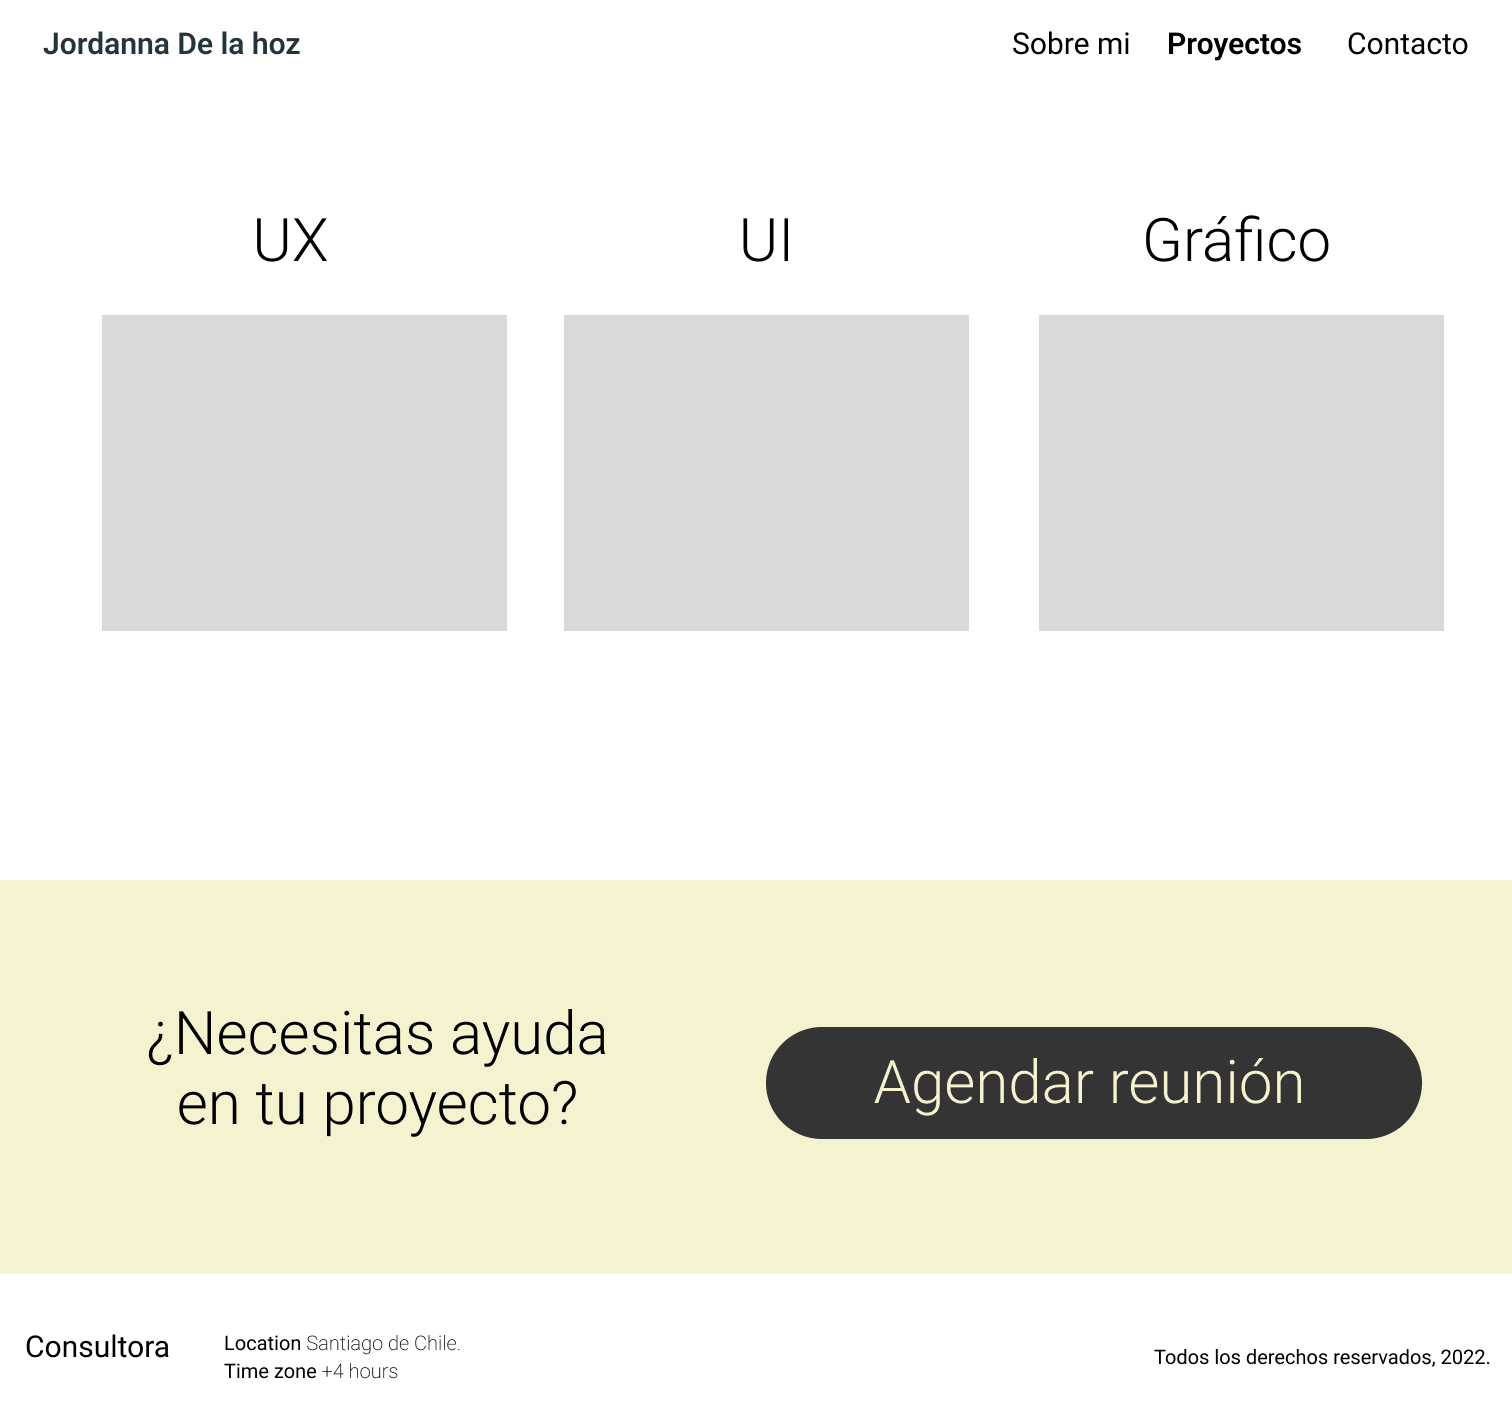 Jordanna De la hoz
Sobre mi
Proyectos
Contacto
UX
UI
Gráfico
¿Necesitas ayuda
en tu proyecto?
Agendar reunión
Consultora
Location Santiago de Chile.
Time zone +4 hours
Todos los derechos reservados, 2022.